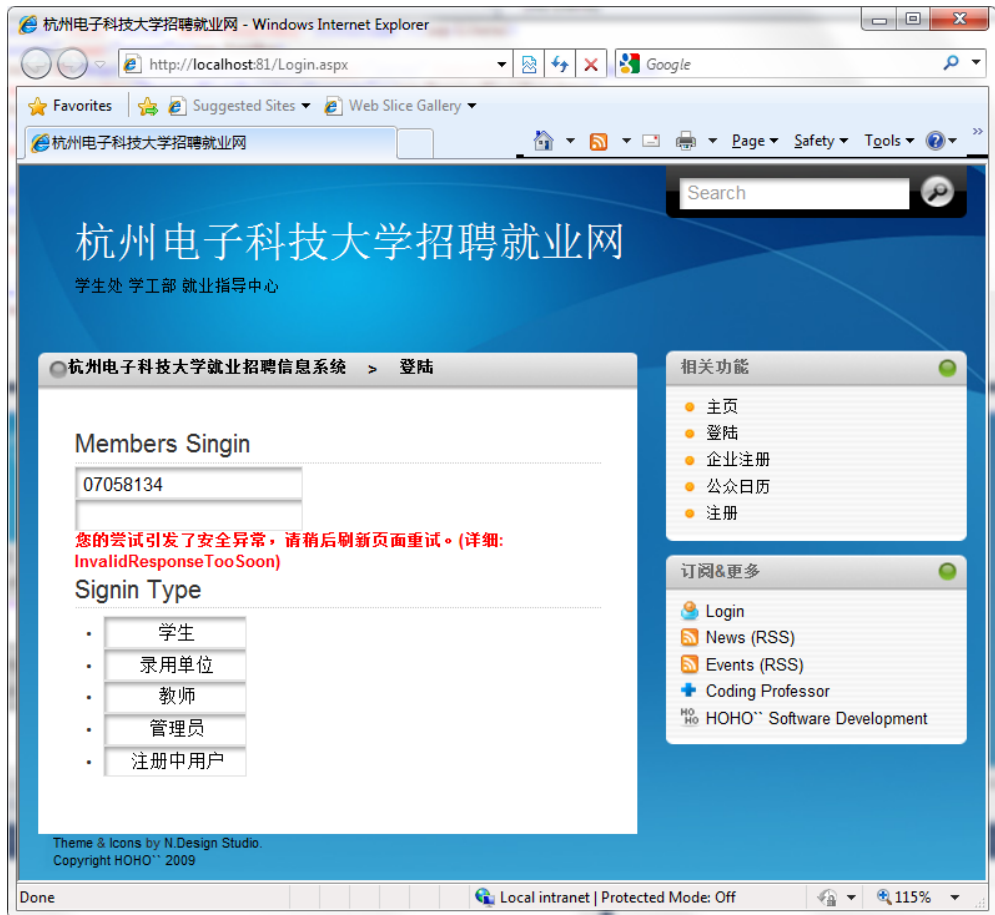 杭州电子科技大学招聘就业网 - Windows Internet Explorer
http://localhost:81/Login.aspx
Google
Favorites
Suggested Sites
Web Slice Gallery
杭州电子科技大学招聘就业网
Page
Safety
Tools
Search
杭州电子科技大学招聘就业网
学生处 学工部 就业指导中心
杭州电子科技大学就业招聘信息系统 > 登陆
Members Singin
07058134
您的尝试引发了安全异常，请稍后刷新页面重试。(详细:
InvalidResponseTooSoon)
Signin Type
学生
录用单位
教师
管理员
注册中用户
相关功能
主页
登陆
企业注册
公众日历
注册
订阅&更多
Login
News (RSS)
Events (RSS)
Coding Professor
HOHO
HOHO`` Software Development
Theme & Icons by N.Design Studio.
Copyright HOHO`` 2009
Done
Local intranet | Protected Mode: Off
115%